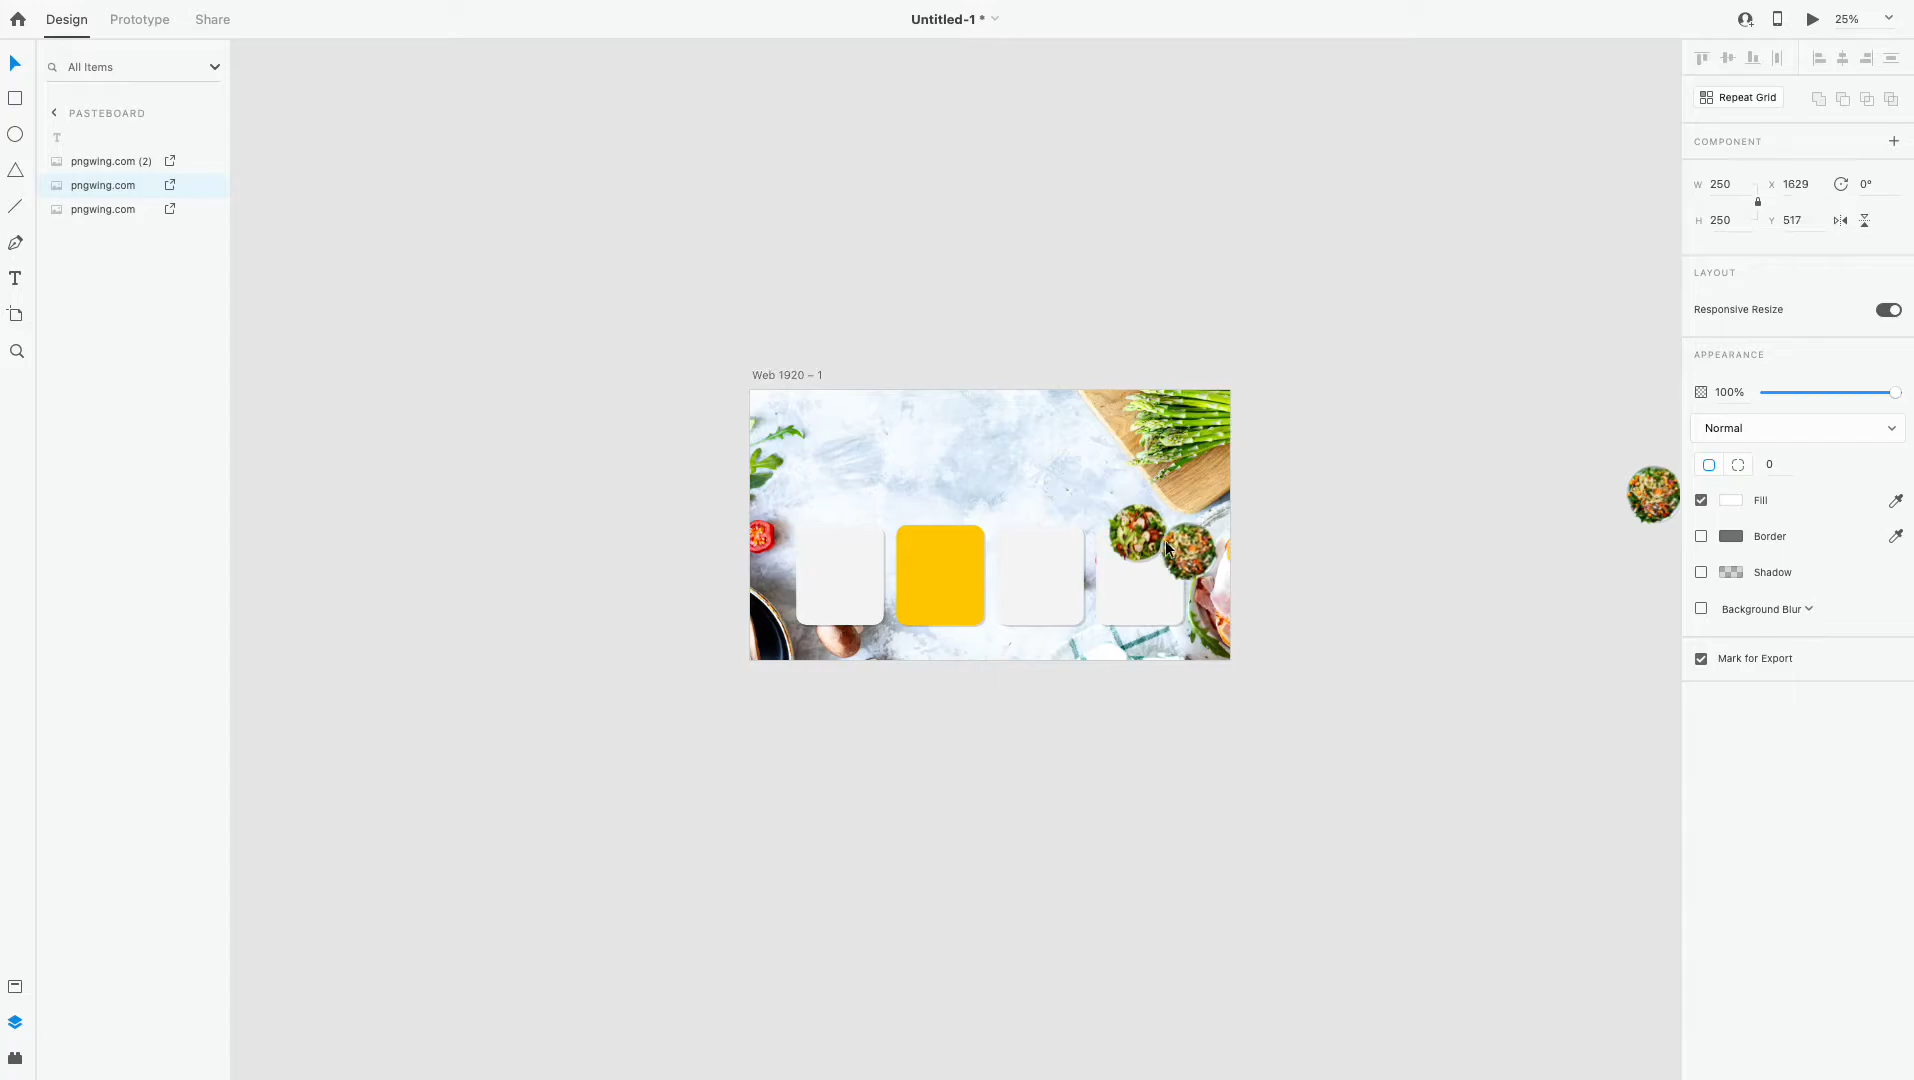 Design Prototype Share Untitled-1 * 25%
All Items
PASTEBOARD
pngwing.com (2)
pngwing.com
pngwing.com
Web 1920 – 1
Repeat Grid
COMPONENT
W 250 X 1629 0°
H 250 Y 517
LAYOUT
Responsive Resize
APPEARANCE
100%
Normal
0
Fill
Border
Shadow
Background Blur
Mark for Export